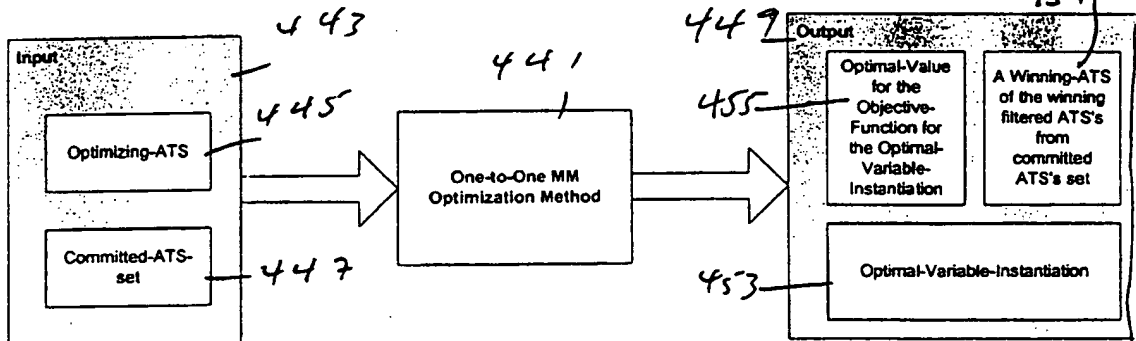 443
Input
445
Optimizing-ATS
Committed-ATS-
set
447
441
One-to-One MM
Optimization Method
449
Output
455
Optimal-Value
for the
Objective-
Function for
the Optimal-
Variable-
Instantiation
A Winning-ATS
of the winning
filtered ATS's
from
committed
ATS's set
453
Optimal-Variable-Instantiation